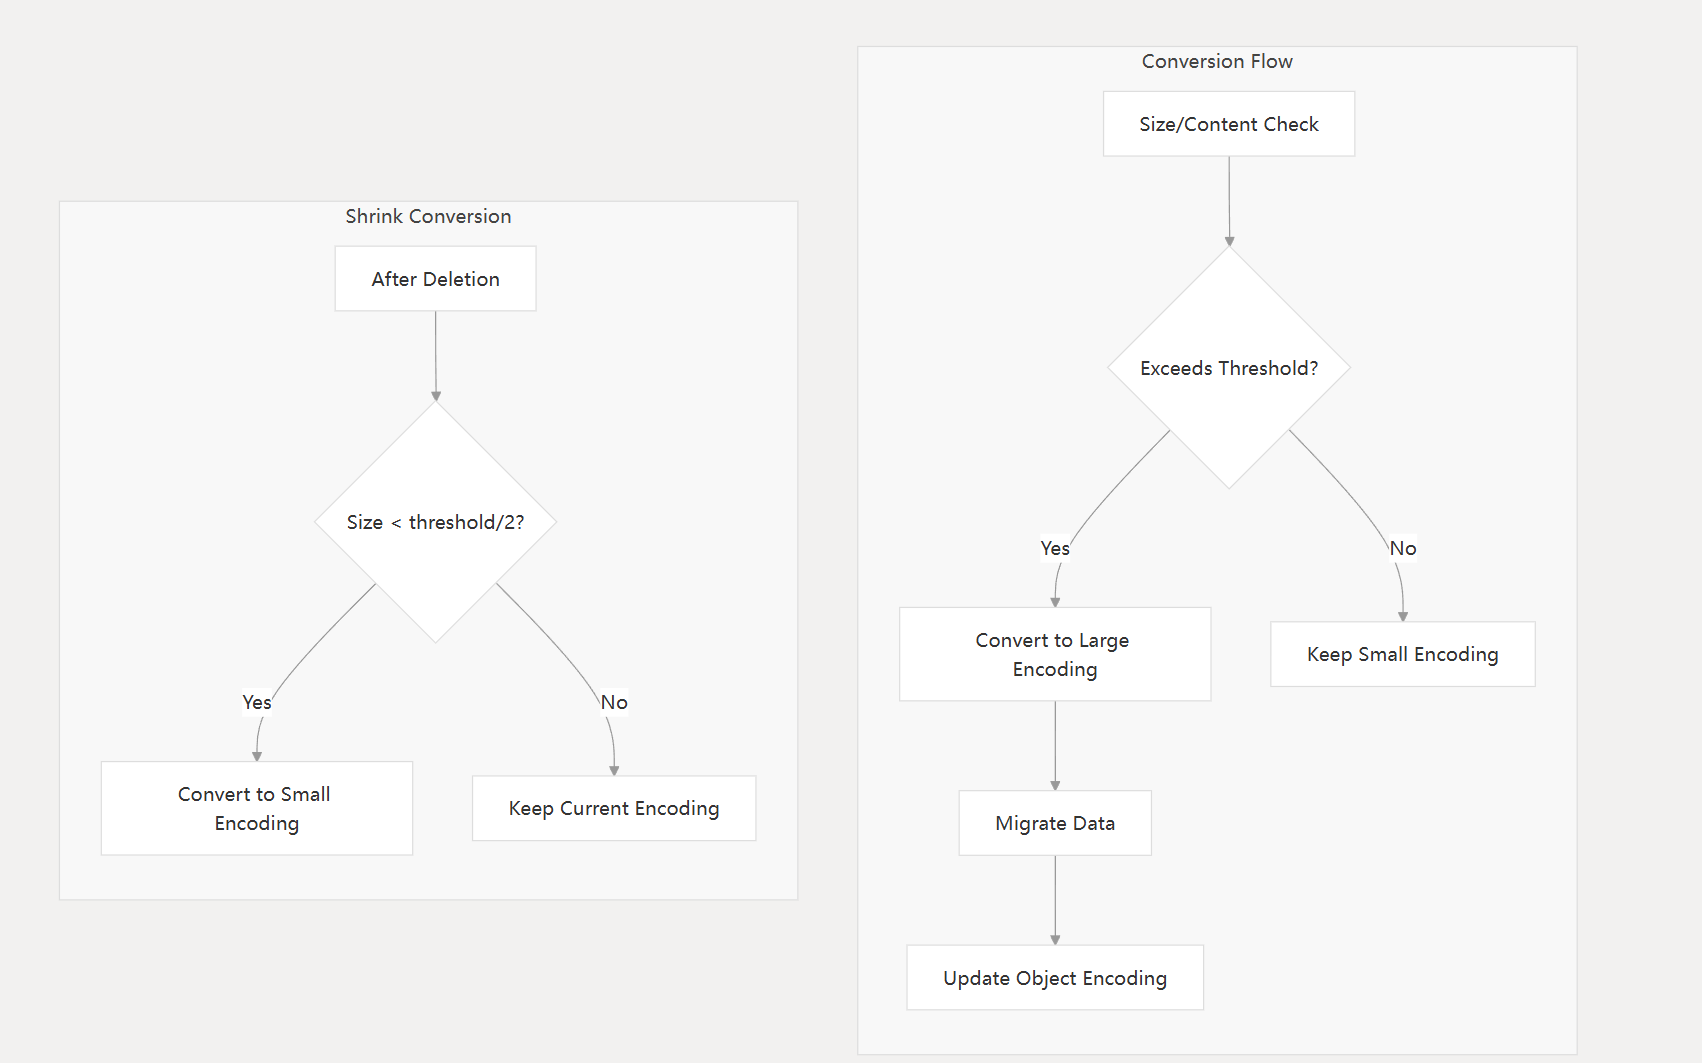 Shrink Conversion
After Deletion
Size < threshold/2?
Yes
No
Convert to Small
Encoding
Keep Current Encoding
Conversion Flow
Size/Content Check
Exceeds Threshold?
Yes
No
Convert to Large
Encoding
Keep Small Encoding
Migrate Data
Update Object Encoding